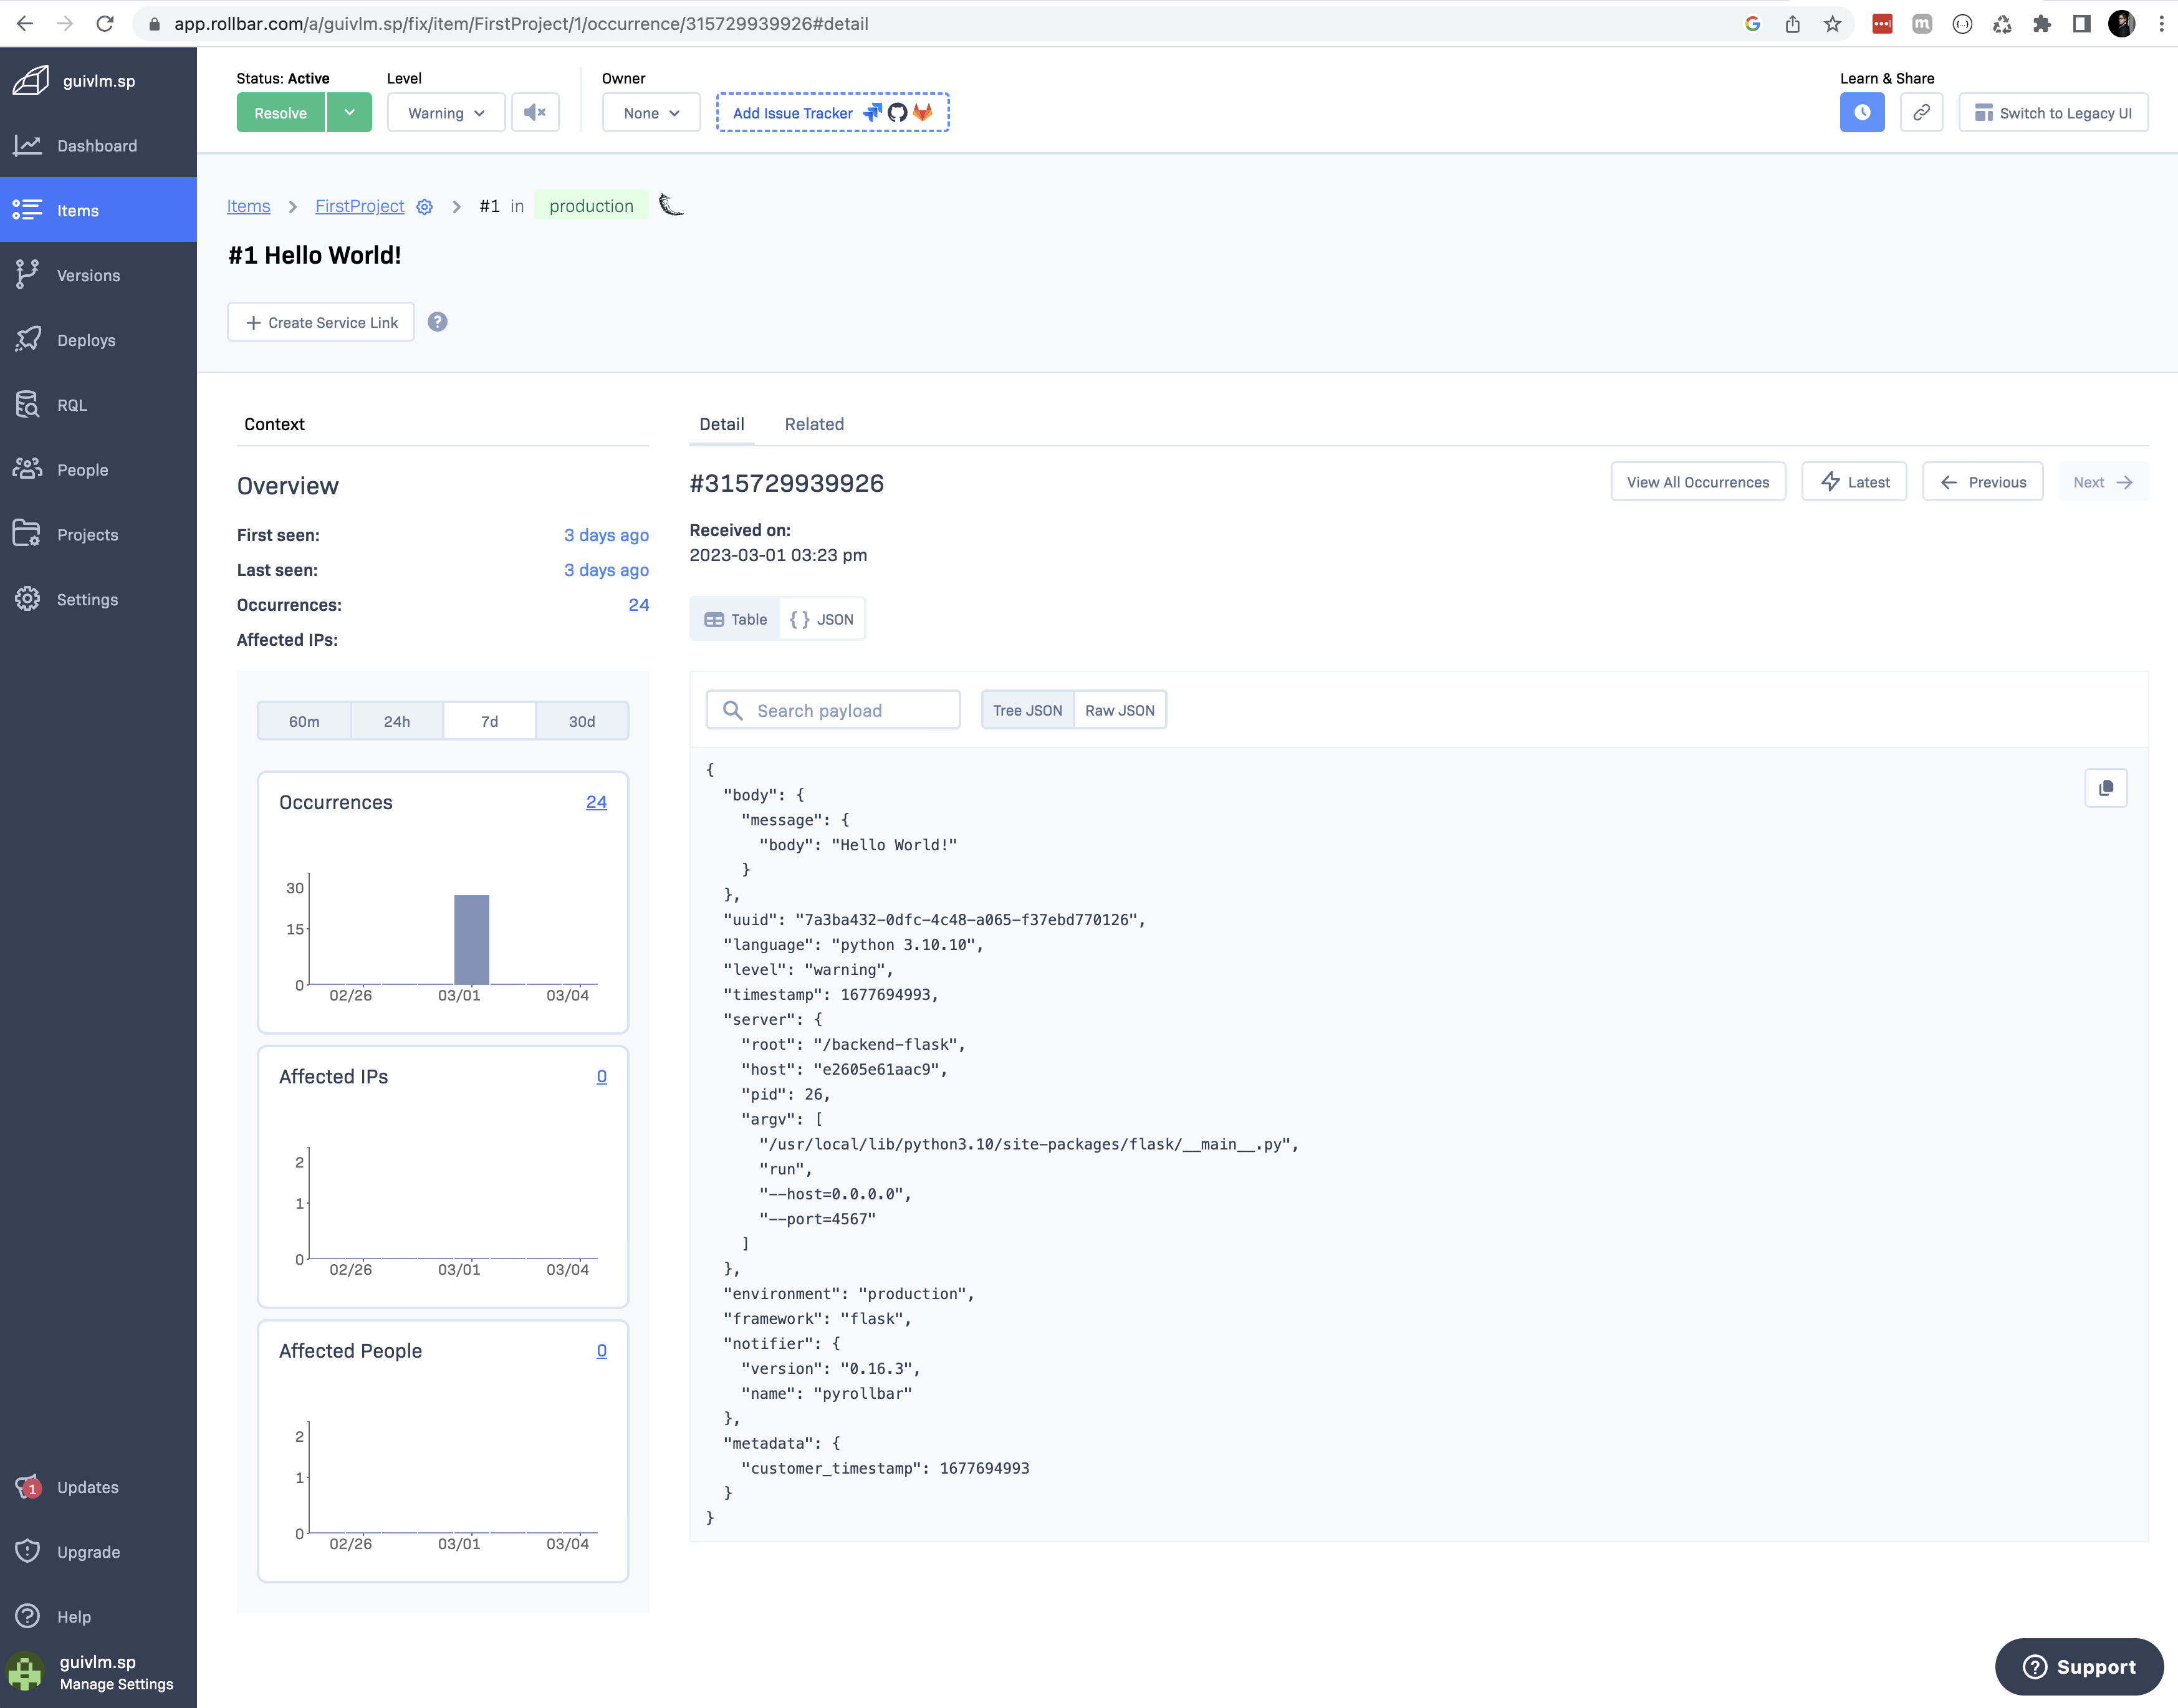 app.rollbar.com/a/guivlm.sp/fix/item/FirstProject/1/occurrence/315729939926#detail
guivlm.sp
Dashboard
Items
Versions
Deploys
RQL
People
Projects
Settings
Updates
1
Upgrade
Help
guivlm.sp
Manage Settings
Status: Active
Level
Owner
Learn & Share
Resolve
Warning
None
Add Issue Tracker
Switch to Legacy UI
Items > FirstProject > #1 in production
#1 Hello World!
+ Create Service Link ?
Context
Overview
First seen: 3 days ago
Last seen: 3 days ago
Occurrences: 24
Affected IPs:
60m 24h 7d 30d
Occurrences 24
30
15
0
02/26 03/01 03/04
Affected IPs 0
2
1
0
02/26 03/01 03/04
Affected People 0
2
1
0
02/26 03/01 03/04
Detail Related
#315729939926
View All Occurrences Latest Previous Next
Received on:
2023-03-01 03:23 pm
Table {} JSON
Search payload Tree JSON Raw JSON
{
"body": {
"message": {
"body": "Hello World!"
}
},
"uuid": "7a3ba432-0dfc-4c48-a065-f37ebd770126",
"language": "python 3.10.10",
"level": "warning",
"timestamp": 1677694993,
"server": {
"root": "/backend-flask",
"host": "e2605e61aac9",
"pid": 26,
"argv": [
"/usr/local/lib/python3.10/site-packages/flask/__main__.py",
"run",
"--host=0.0.0.0",
"--port=4567"
]
},
"environment": "production",
"framework": "flask",
"notifier": {
"version": "0.16.3",
"name": "pyrollbar"
},
"metadata": {
"customer_timestamp": 1677694993
}
}
Support